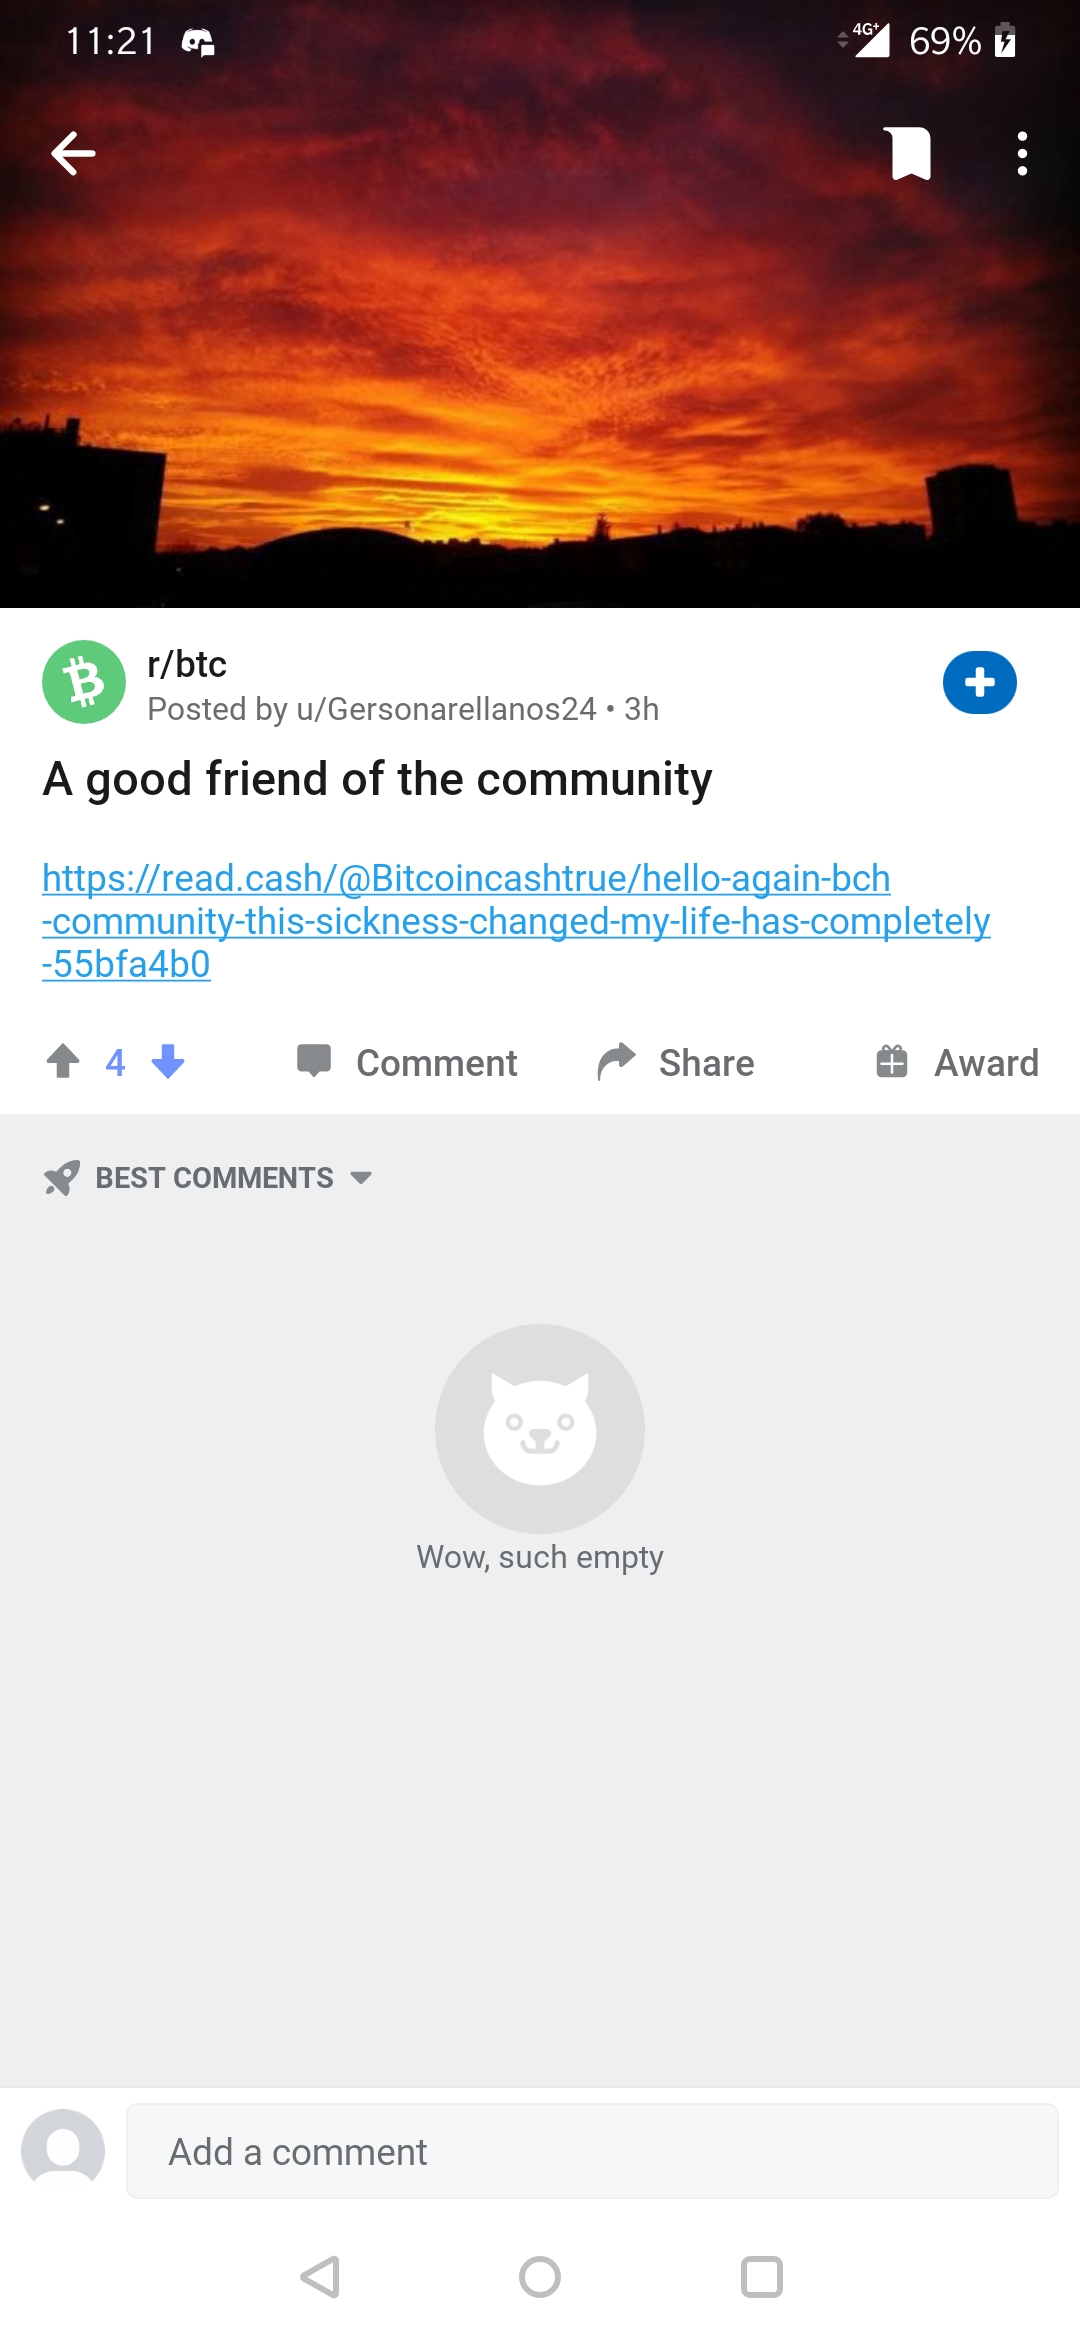 11:21
4G+ 69%
r/btc
Posted by u/Gersonarellanos24 • 3h
A good friend of the community
https://read.cash/@Bitcoincashtrue/hello-again-bch
-community-this-sickness-changed-my-life-has-completely
-55bfa4b0
4 Comment Share Award
BEST COMMENTS
Wow, such empty
Add a comment